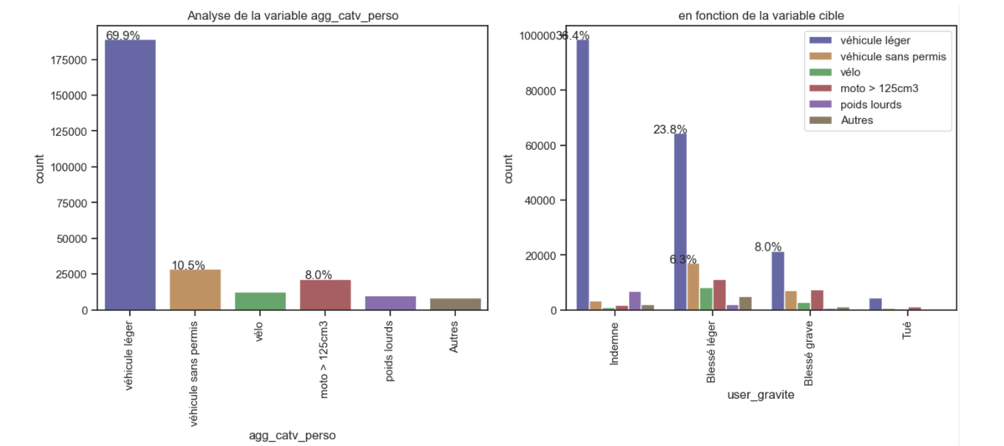 Analyse de la variable agg_catv_perso
69.9%
10.5%
8.0%
175000
150000
125000
100000
75000
50000
25000
0
count
véhicule léger
véhicule sans permis
vélo
moto > 125cm3
poids lourds
Autres
agg_catv_perso
en fonction de la variable cible
36.4%
23.8%
6.3%
8.0%
100000
80000
60000
40000
20000
0
count
véhicule léger
véhicule sans permis
vélo
moto > 125cm3
poids lourds
Autres
Indemne
Blessé léger
Blessé grave
Tué
user_gravite